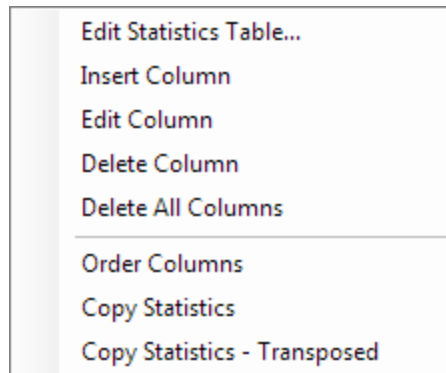 Edit Statistics Table...
Insert Column
Edit Column
Delete Column
Delete All Columns
Order Columns
Copy Statistics
Copy Statistics - Transposed